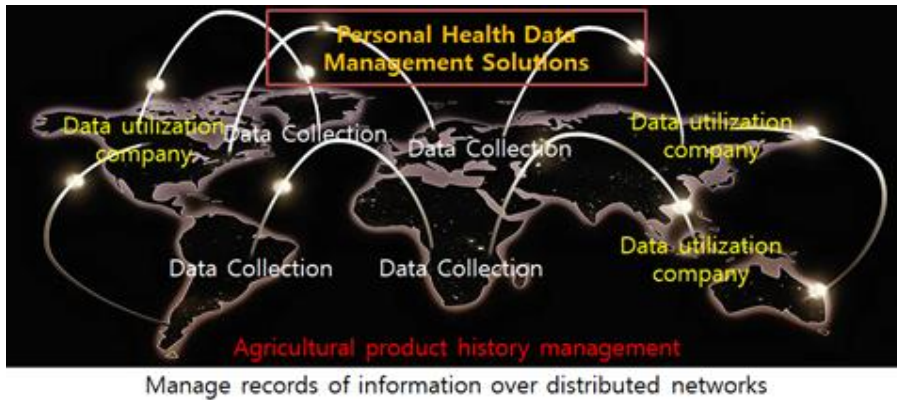 Personal Health Data
Management Solutions
Data utilization
company
Data Collection
Data Collection
Data utilization
company
Data Collection
Data Collection
Data utilization
company
Agricultural product history management
Manage records of information over distributed networks